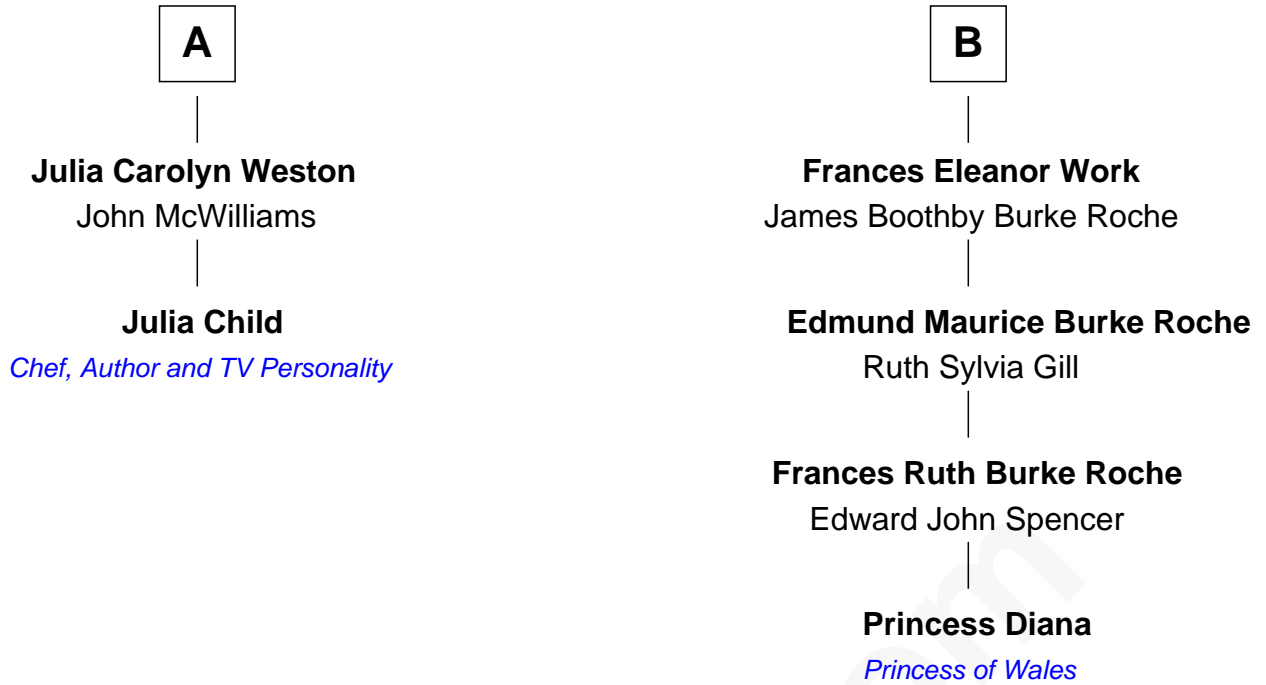 A
Julia Carolyn Weston
John McWilliams
Julia Child
Chef, Author and TV Personality
B
Frances Eleanor Work
James Boothby Burke Roche
Edmund Maurice Burke Roche
Ruth Sylvia Gill
Frances Ruth Burke Roche
Edward John Spencer
Princess Diana
Princess of Wales